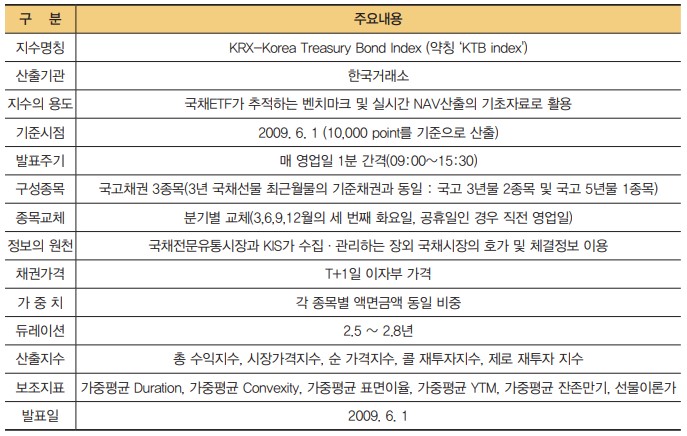 구 분 주요내용
지수명칭 KRX-Korea Treasury Bond Index (약칭 ‘KTB index’)
산출기관 한국거래소
지수의 용도 국채ETF가 추적하는 벤치마크 및 실시간 NAV산출의 기초자료로 활용
기준시점 2009. 6. 1 (10,000 point를 기준으로 산출)
발표주기 매 영업일 1분 간격(09:00~15:30)
구성종목 국고채권 3종목(3년 국채선물 최근월물의 기준채권과 동일 : 국고 3년물 2종목 및 국고 5년물 1종목)
종목교체 분기별 교체(3,6,9,12월의 세 번째 화요일, 공휴일인 경우 직전 영업일)
정보의 원천 국채전문유통시장과 KIS가 수집·관리하는 장외 국채시장의 호가 및 체결정보 이용
채권가격 T+1일 이자부 가격
가 중 치 각 종목별 액면금액 동일 비중
듀레이션 2.5 ~ 2.8년
산출지수 총 수익지수, 시장가격지수, 순 가격지수, 콜 재투자지수, 제로 재투자 지수
보조지표 가중평균 Duration, 가중평균 Convexity, 가중평균 표면이율, 가중평균 YTM, 가중평균 잔존만기, 선물이론가
발표일 2009. 6. 1